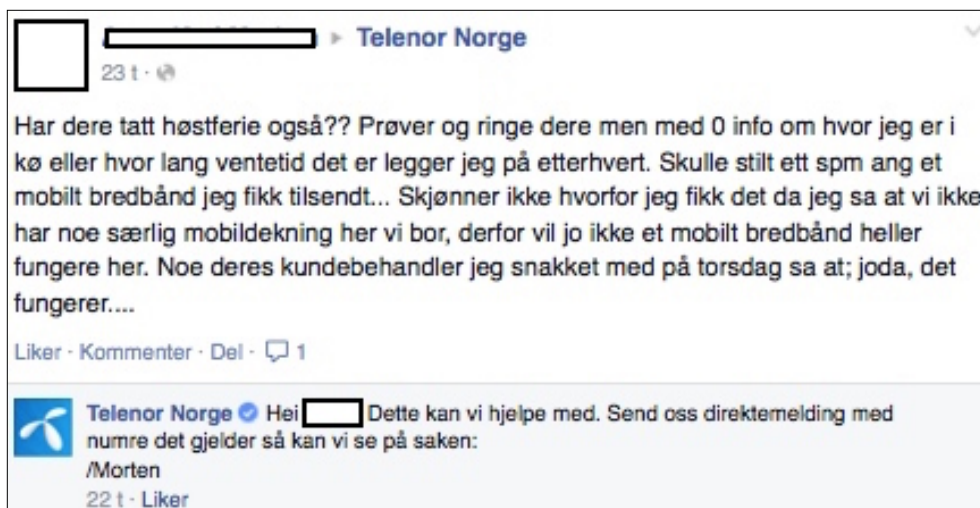 Telenor Norge
23 t ·
Har dere tatt høstferie også?? Prøver og ringe dere men med 0 info om hvor jeg er i
kø eller hvor lang ventetid det er legger jeg på etterhvert. Skulle stilt ett spm ang et
mobilt bredbånd jeg fikk tilsendt... Skjønner ikke hvorfor jeg fikk det da jeg sa at vi ikke
har noe særlig mobildekning her vi bor, derfor vil jo ikke et mobilt bredbånd heller
fungere her. Noe deres kundebehandler jeg snakket med på torsdag sa at; joda, det
fungerer....
Liker · Kommenter · Del · 1
Telenor Norge Hei Dette kan vi hjelpe med. Send oss direktemelding med
numre det gjelder så kan vi se på saken:
/Morten
22 t · Liker